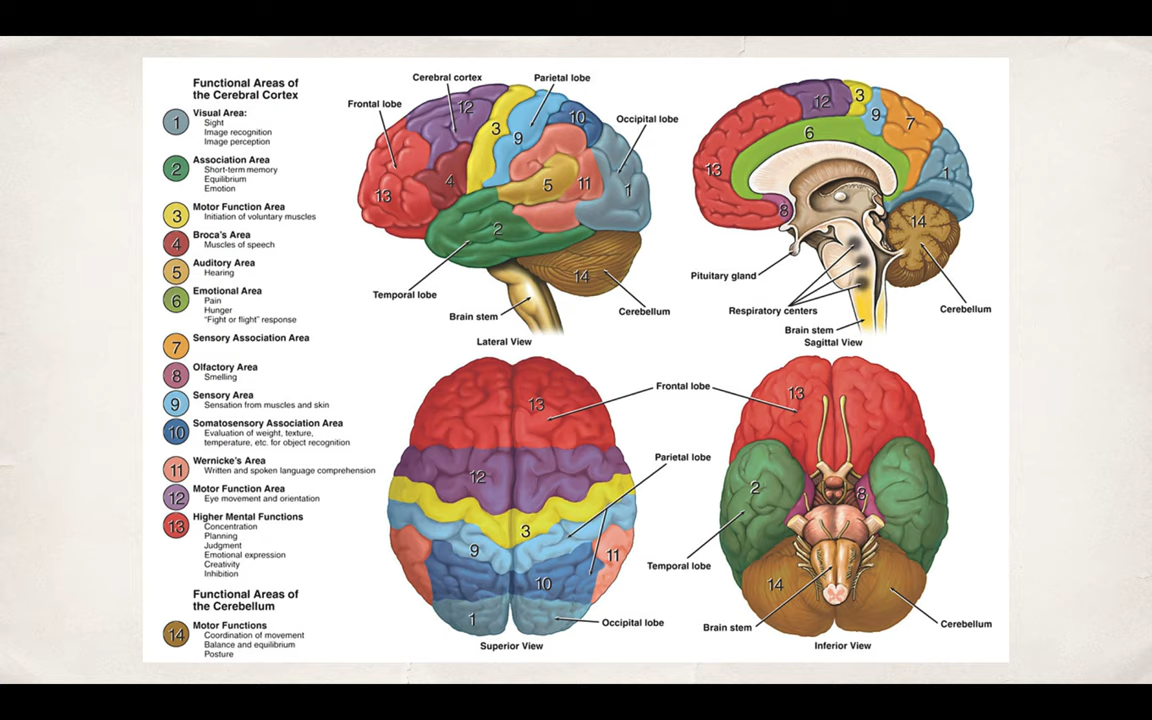 Functional Areas of
the Cerebral Cortex
1
Visual Area:
Sight
Image recognition
Image perception
2
Association Area
Short-term memory
Equilibrium
Emotion
3
Motor Function Area
Initiation of voluntary muscles
4
Broca's Area
Muscles of speech
5
Auditory Area
Hearing
6
Emotional Area
Pain
Hunger
"Fight or flight" response
7
Sensory Association Area
8
Olfactory Area
Smelling
9
Sensory Area
Sensation from muscles and skin
10
Somatosensory Association Area
Evaluation of weight, texture,
temperature, etc. for object recognition
11
Wernicke's Area
Written and spoken language comprehension
12
Motor Function Area
Eye movement and orientation
13
Higher Mental Functions
Concentration
Planning
Judgment
Emotional expression
Creativity
Inhibition
Functional Areas of
the Cerebellum
14
Motor Functions
Coordination of movement
Balance and equilibrium
Posture
Cerebral cortex
Parietal lobe
Frontal lobe
Occipital lobe
12
3
9
10
13
4
5
11
1
2
14
Temporal lobe
Brain stem
Cerebellum
Lateral View
12
3
9
7
6
13
1
8
14
Pituitary gland
Respiratory centers
Cerebellum
Brain stem
Sagittal View
Frontal lobe
13
12
Parietal lobe
3
9
11
10
1
Occipital lobe
Superior View
13
2
8
Temporal lobe
14
Brain stem
Cerebellum
Inferior View